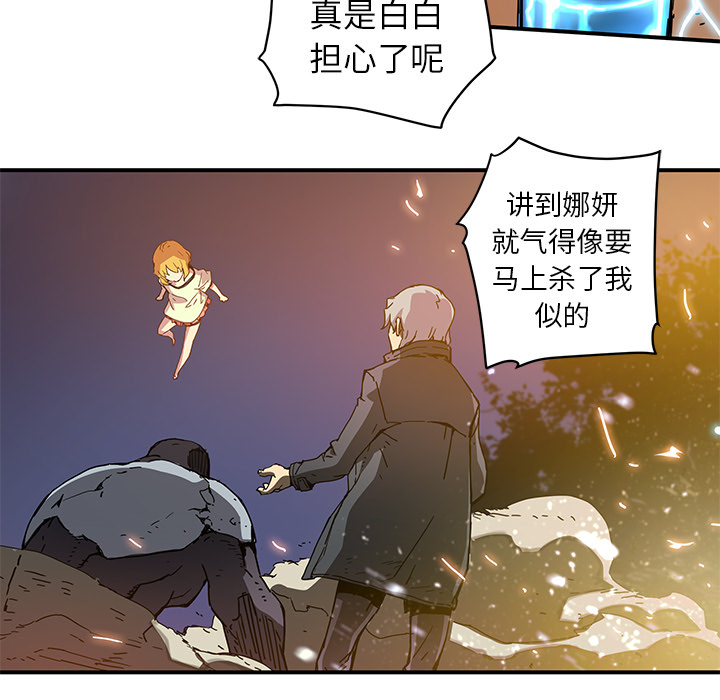 真是白白
担心了呢
讲到娜妍
就气得像要
马上杀了我
似的